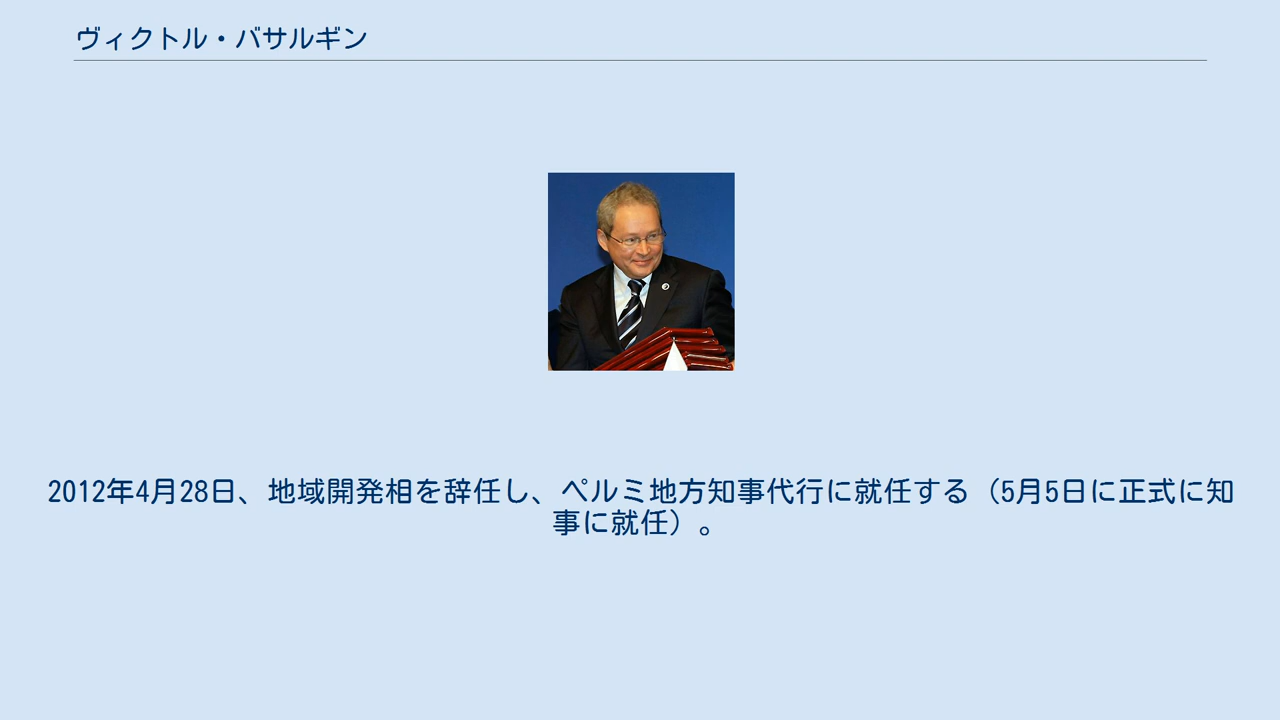 ヴィクトル・バサルギン
2012年4月28日、地域開発相を辞任し、ペルミ地方知事代行に就任する（5月5日に正式に知
事に就任）。